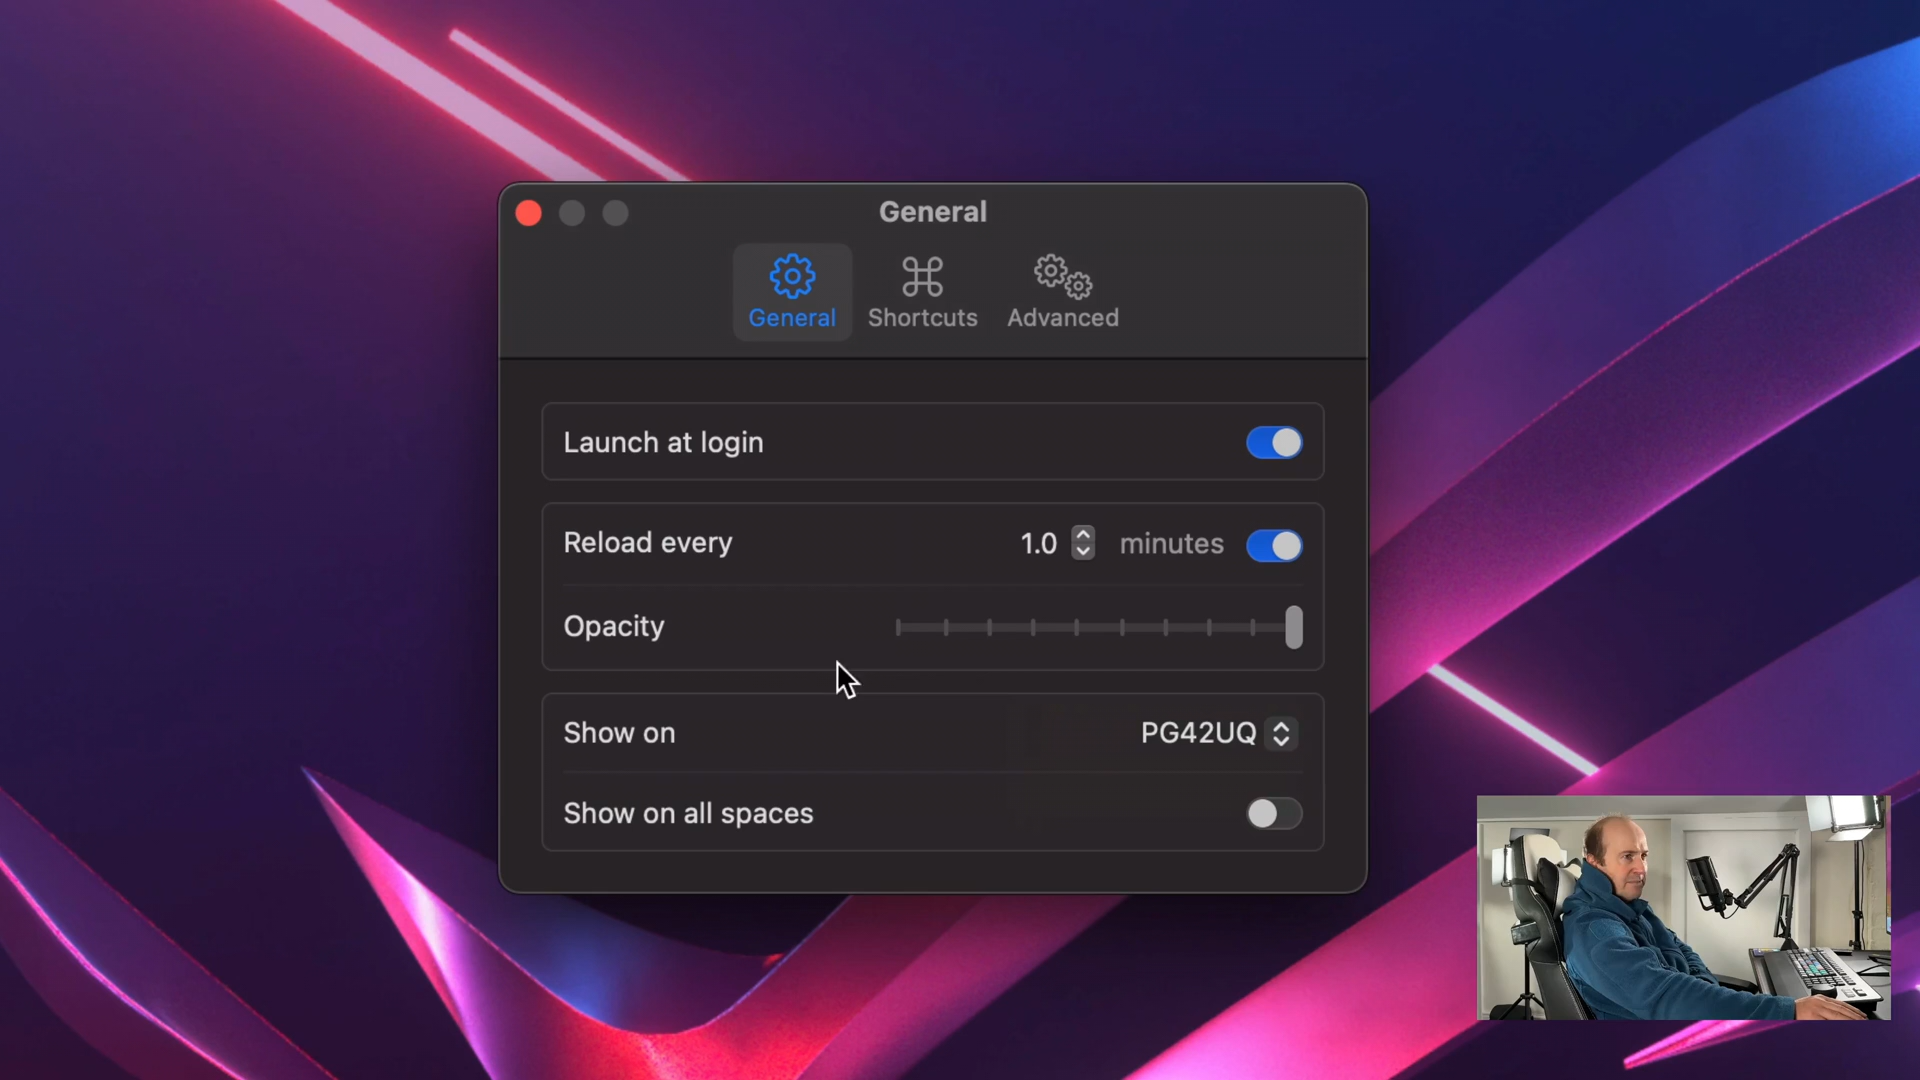 General
General Shortcuts Advanced
Launch at login
Reload every 1.0 minutes
Opacity
Show on PG42UQ
Show on all spaces